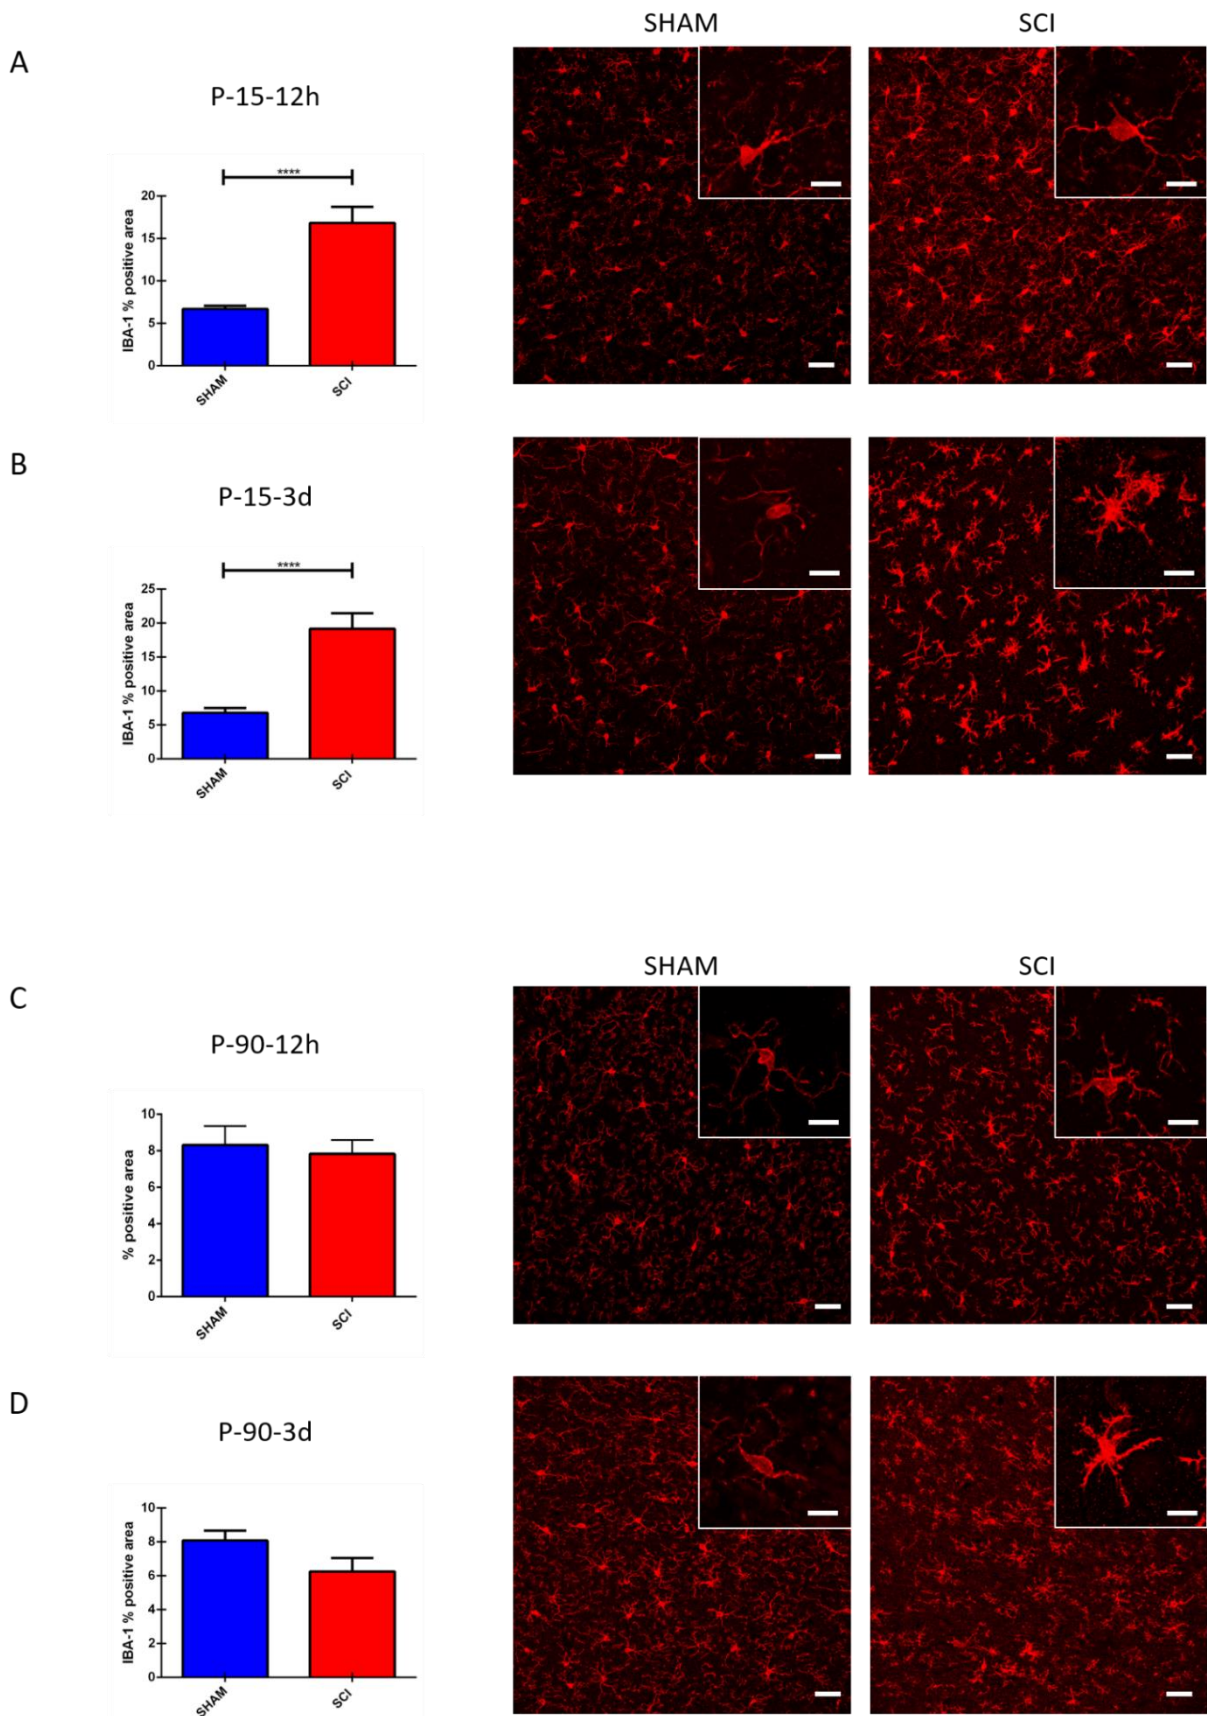 SHAM SCI
A
P-15-12h
****
20
15
10
5
0
IBA-1 % positive area
SHAM SCI
B
P-15-3d
****
25
20
15
10
5
0
IBA-1 % positive area
SHAM SCI
SHAM SCI
C
P-90-12h
10
8
6
4
2
0
% positive area
SHAM SCI
D
P-90-3d
10
8
6
4
2
0
IBA-1 % positive area
SHAM SCI